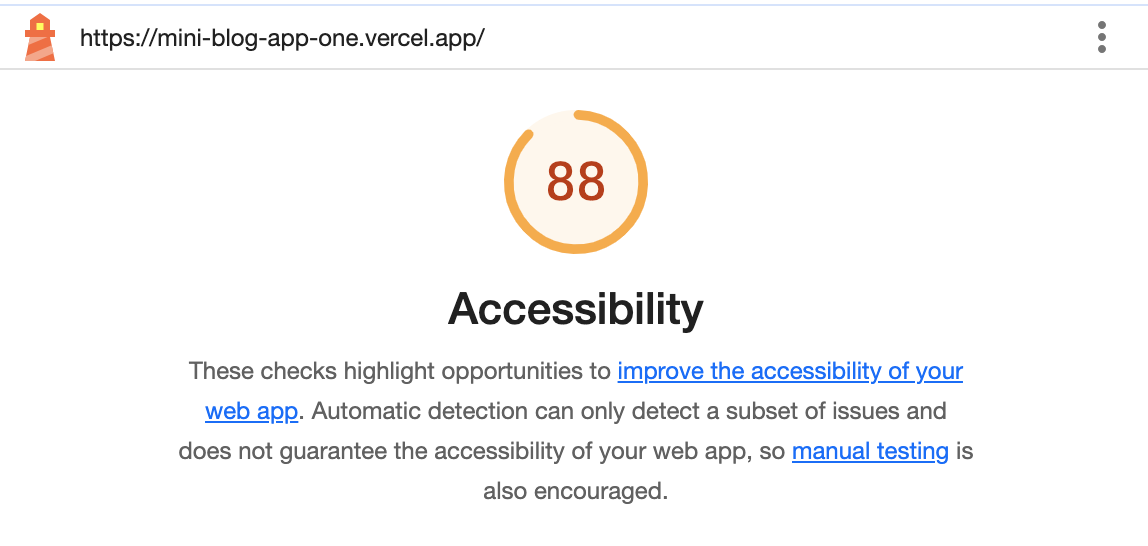 https://mini-blog-app-one.vercel.app/
88
Accessibility
These checks highlight opportunities to improve the accessibility of your
web app. Automatic detection can only detect a subset of issues and
does not guarantee the accessibility of your web app, so manual testing is
also encouraged.